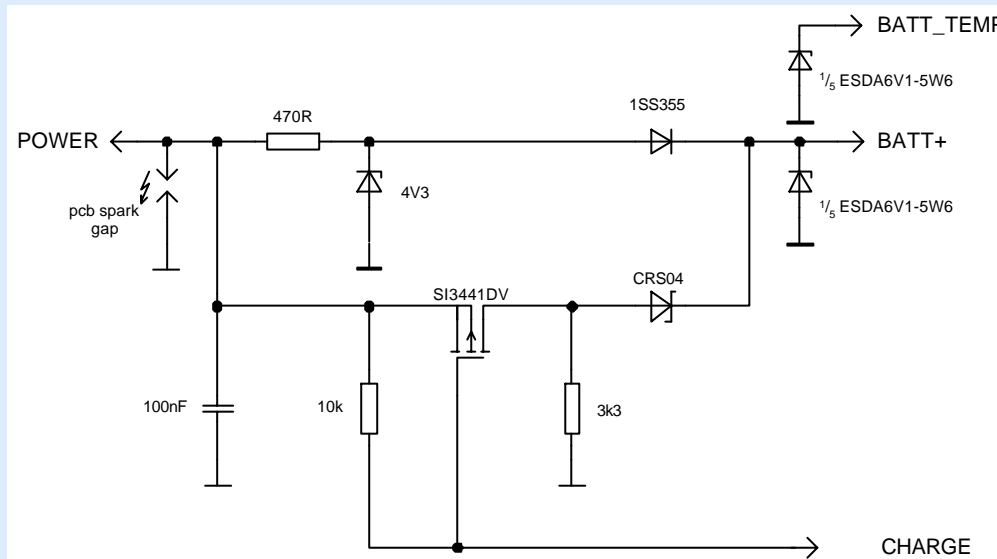 BATT_TEMP
1/5 ESDA6V1-5W6
1SS355
470R
POWER
BATT+
4V3
1/5 ESDA6V1-5W6
pcb spark
gap
CRS04
SI3441DV
100nF
10k
3k3
CHARGE